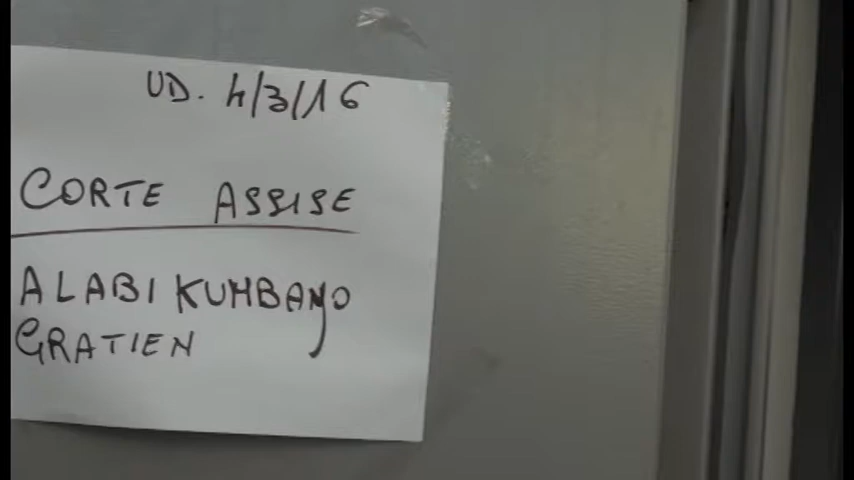 UD. 4/3/16
CORTE ASSISE
ALABI KUMBAYO
GRATIEN